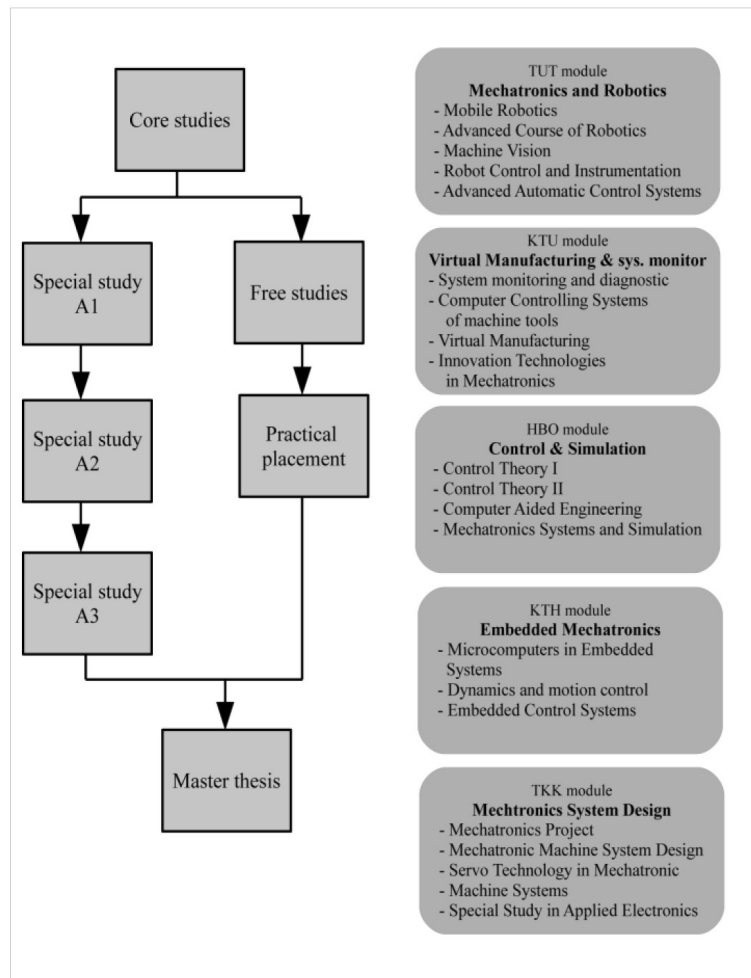 Core studies
Special study
A1
Free studies
Special study
A2
Practical
placement
Special study
A3
Master thesis
TUT module
Mechatronics and Robotics
- Mobile Robotics
- Advanced Course of Robotics
- Machine Vision
- Robot Control and Instrumentation
- Advanced Automatic Control Systems
KTU module
Virtual Manufacturing & sys. monitor
- System monitoring and diagnostic
- Computer Controlling Systems
of machine tools
- Virtual Manufacturing
- Innovation Technologies
in Mechatronics
HBO module
Control & Simulation
- Control Theory I
- Control Theory II
- Computer Aided Engineering
- Mechatronics Systems and Simulation
KTH module
Embedded Mechatronics
- Microcomputers in Embedded
Systems
- Dynamics and motion control
- Embedded Control Systems
TKK module
Mechtronics System Design
- Mechatronics Project
- Mechatronic Machine System Design
- Servo Technology in Mechatronic
- Machine Systems
- Special Study in Applied Electronics